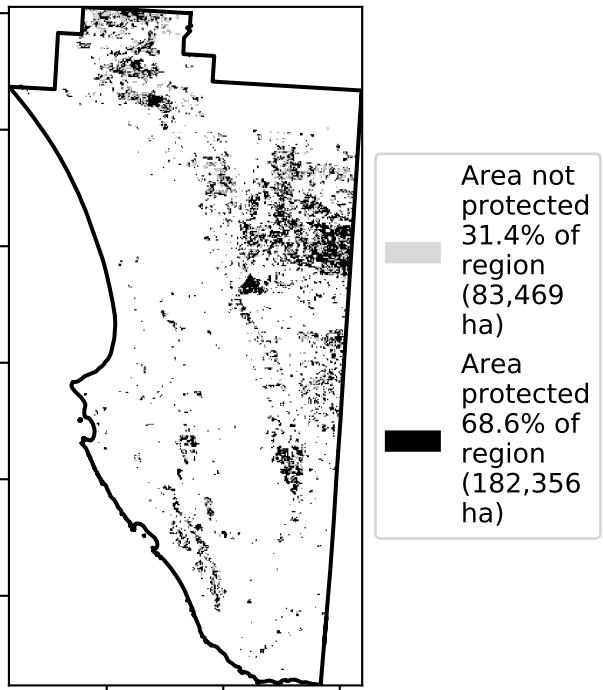 Area not
protected
31.4% of
region
(83,469
ha)
Area
protected
68.6% of
region
(182,356
ha)